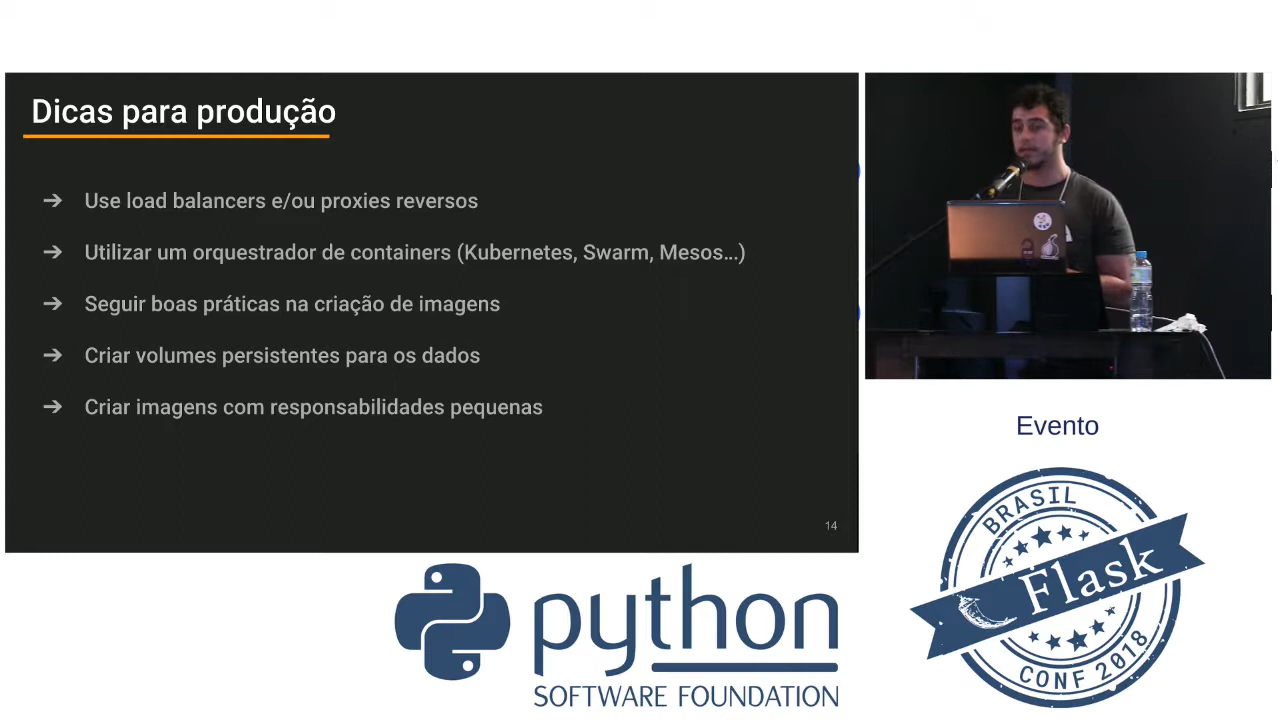 Dicas para produção
➔ Use load balancers e/ou proxies reversos
➔ Utilizar um orquestrador de containers (Kubernetes, Swarm, Mesos...)
➔ Seguir boas práticas na criação de imagens
➔ Criar volumes persistentes para os dados
➔ Criar imagens com responsabilidades pequenas
14
Evento
BRASIL
Flask
CONF 2018
python
SOFTWARE FOUNDATION